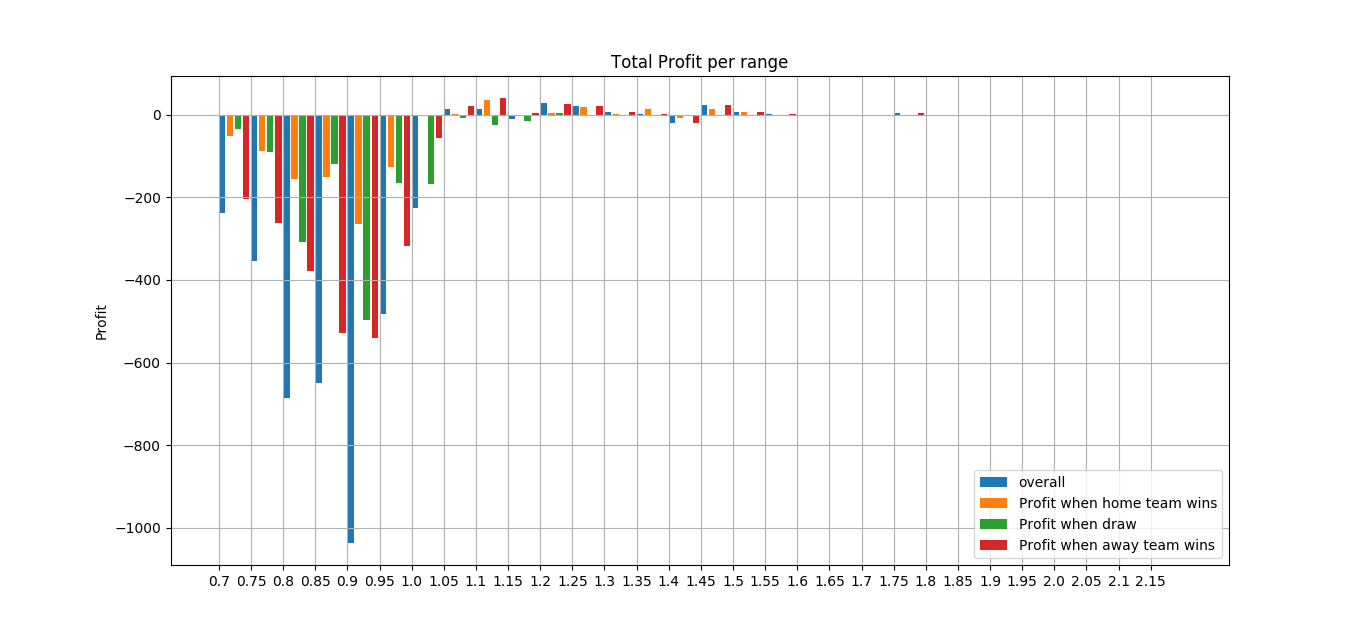 Total Profit per range
Profit
0
−200
−400
−600
−800
−1000
0.7 0.75 0.8 0.85 0.9 0.95 1.0 1.05 1.1 1.15 1.2 1.25 1.3 1.35 1.4 1.45 1.5 1.55 1.6 1.65 1.7 1.75 1.8 1.85 1.9 1.95 2.0 2.05 2.1 2.15
overall
Profit when home team wins
Profit when draw
Profit when away team wins